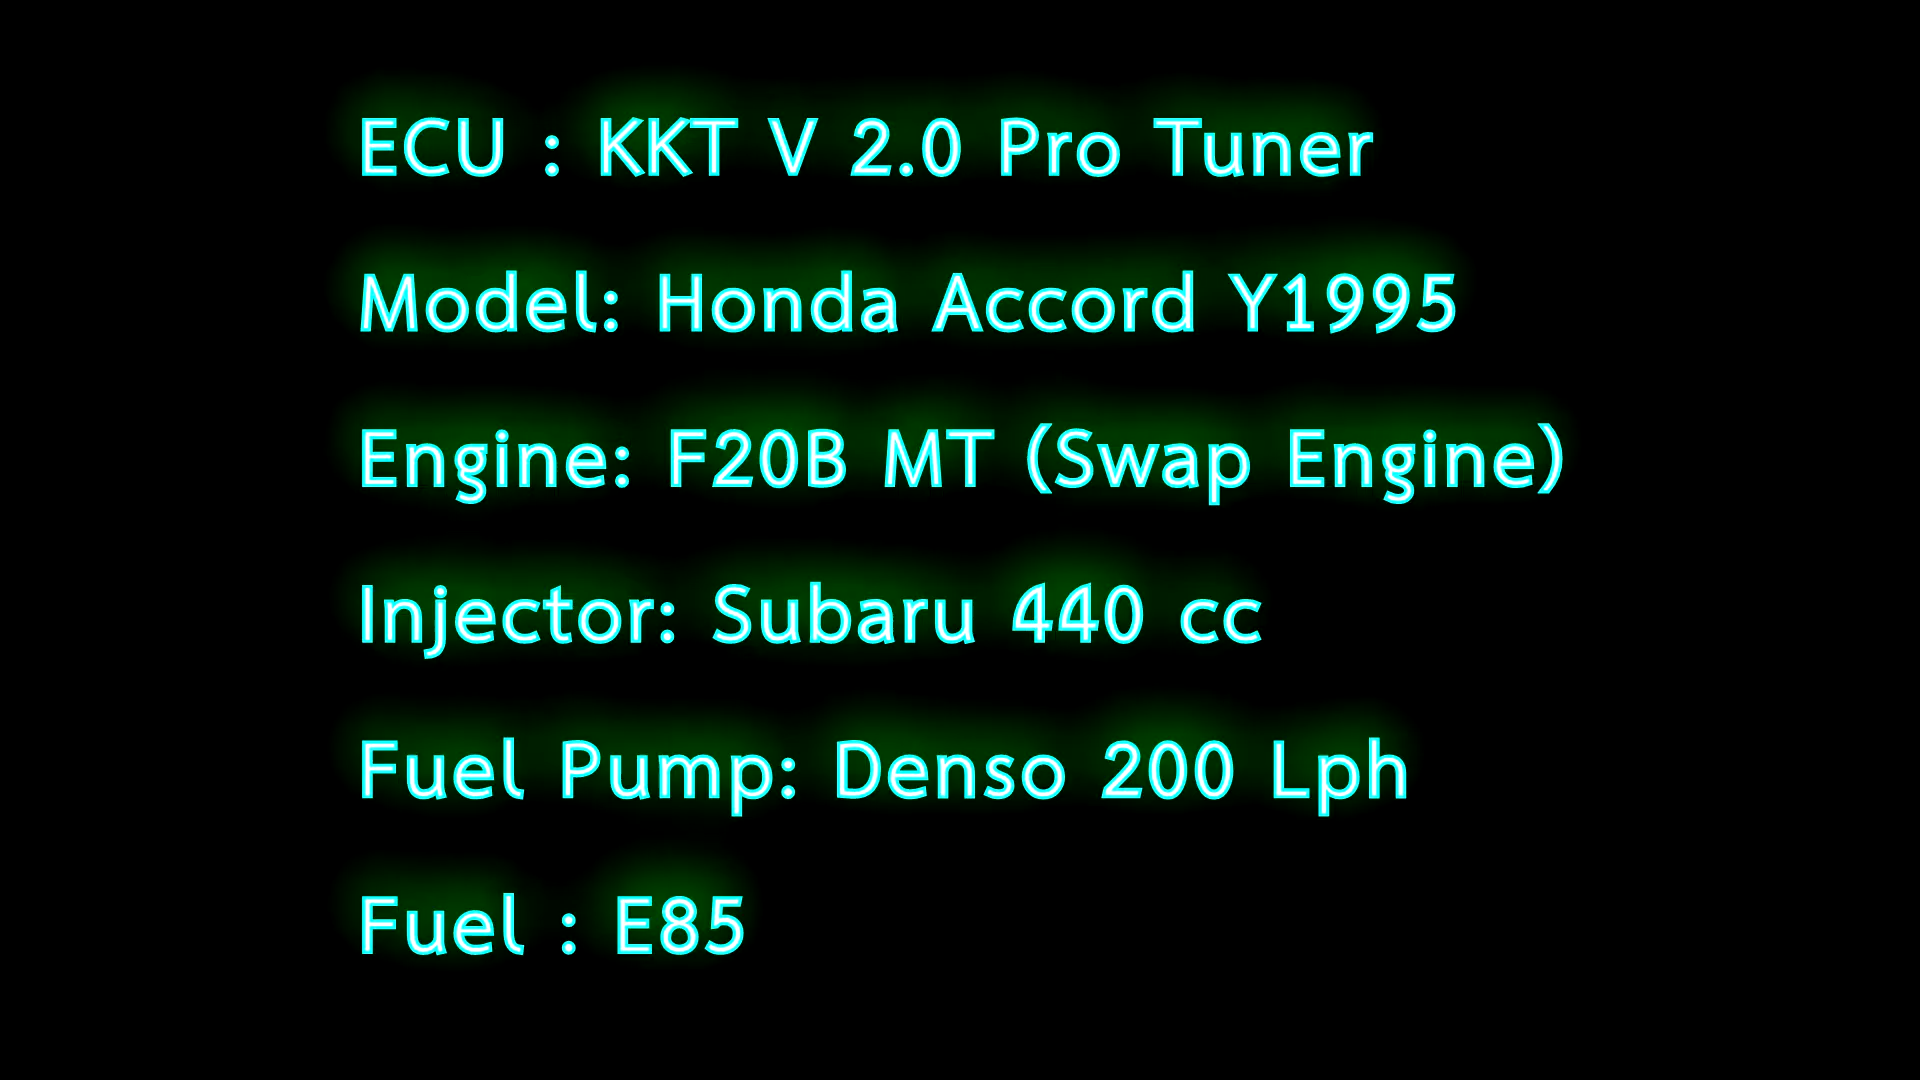 ECU : KKT V 2.0 Pro Tuner
Model: Honda Accord Y1995
Engine: F20B MT (Swap Engine)
Injector: Subaru 440 cc
Fuel Pump: Denso 200 Lph
Fuel : E85